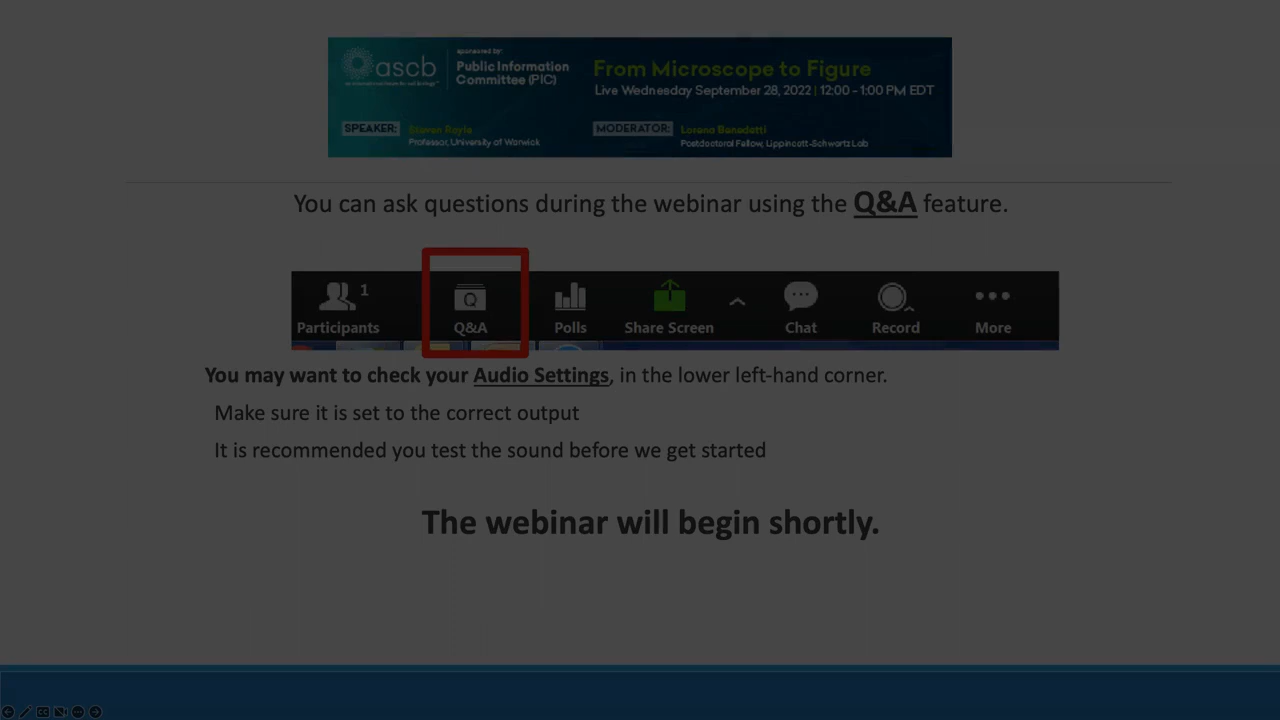 ascb
sponsored by:
Public Information
Committee (PIC)
From Microscope to Figure
Live Wednesday September 28, 2022 | 12:00 - 1:00 PM EDT
SPEAKER: Steven Royle
Professor, University of Warwick
MODERATOR: Lorena Benedetti
Postdoctoral Fellow, Lippincott-Schwartz Lab
You can ask questions during the webinar using the Q&A feature.
1
Participants Q&A Polls Share Screen Chat Record More
You may want to check your Audio Settings, in the lower left-hand corner.
Make sure it is set to the correct output
It is recommended you test the sound before we get started
The webinar will begin shortly.